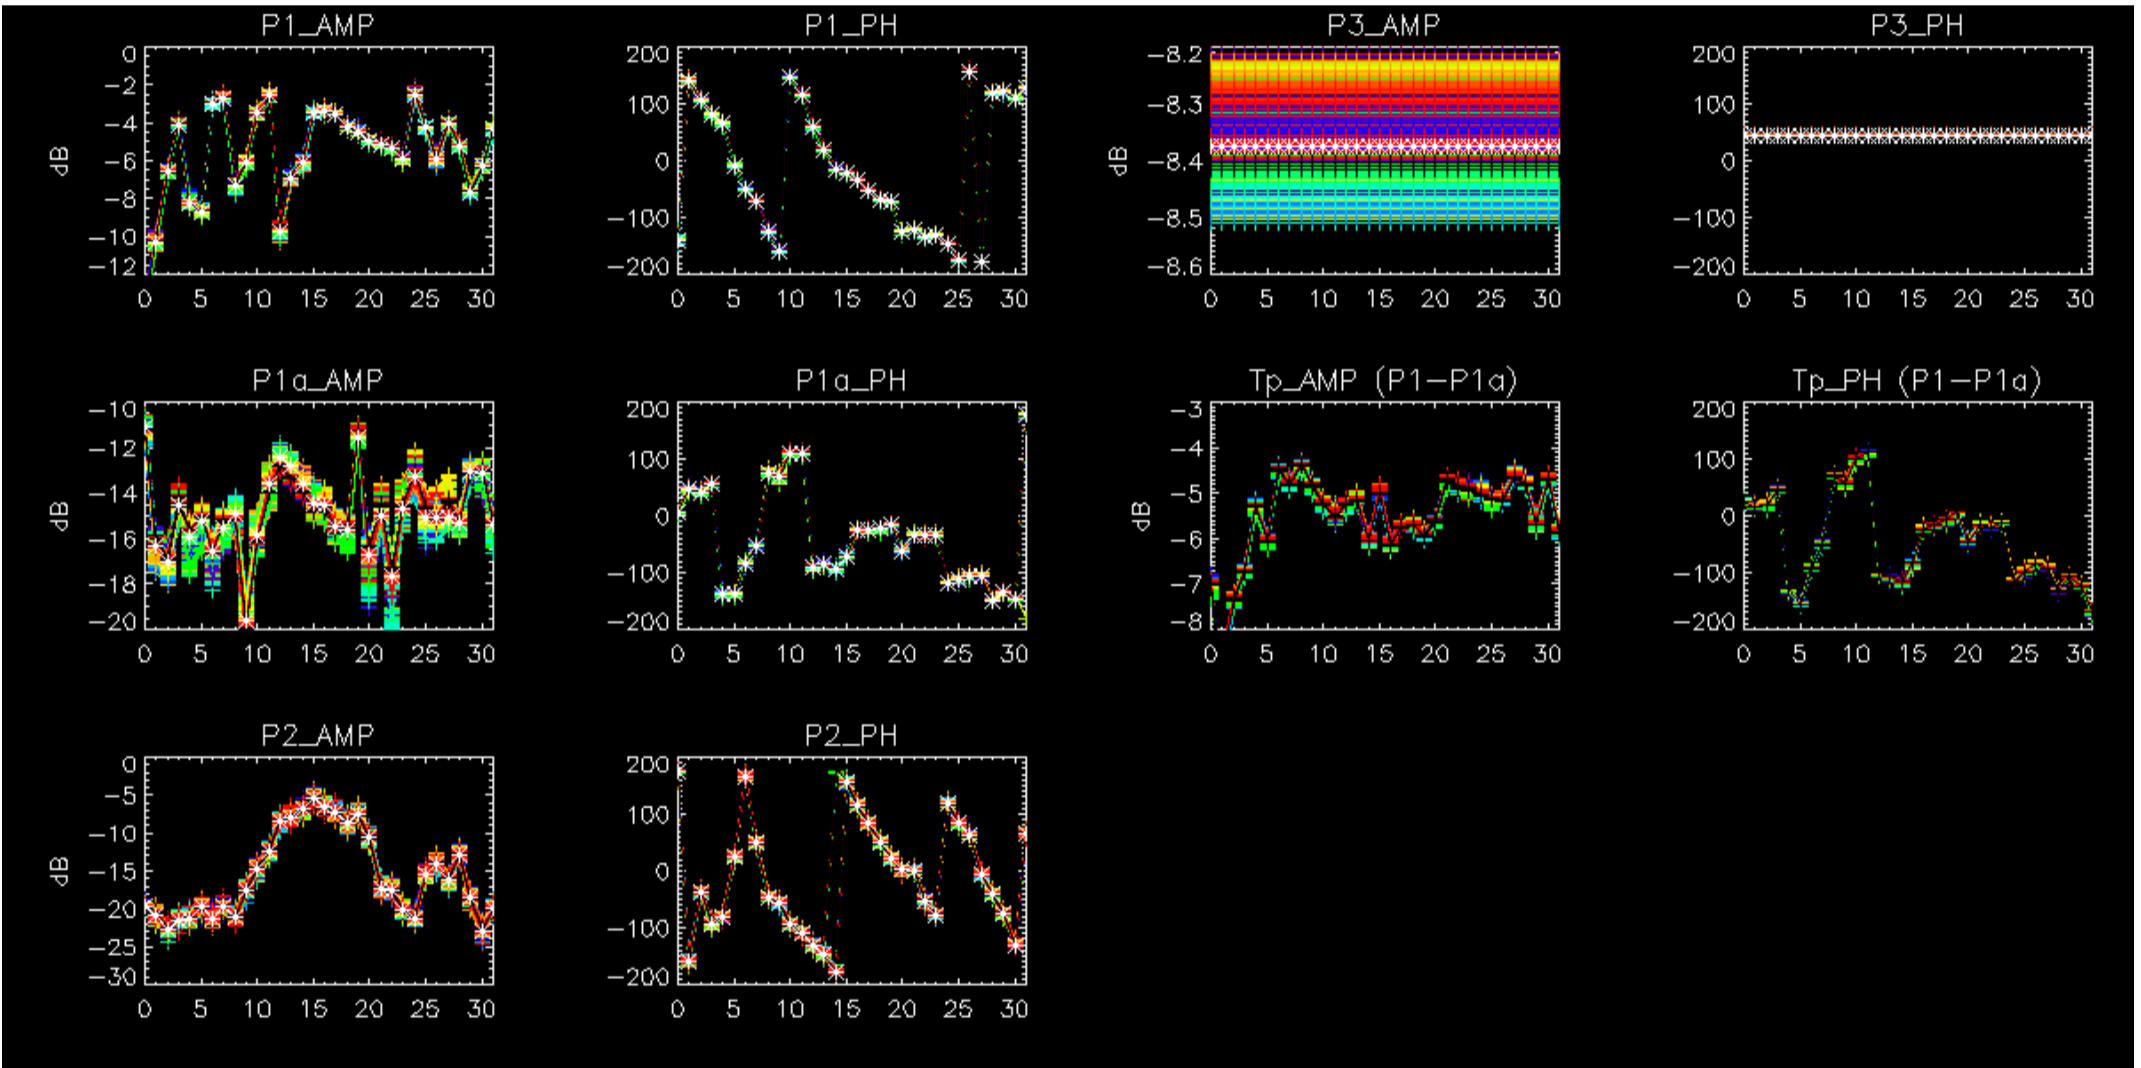 P1_AMP
dB
0
−2
−4
−6
−8
−10
−12
0 5 10 15 20 25 30
P1_PH
200
100
0
−100
−200
0 5 10 15 20 25 30
P3_AMP
dB
−8.2
−8.3
−8.4
−8.5
−8.6
0 5 10 15 20 25 30
P3_PH
200
100
0
−100
−200
0 5 10 15 20 25 30
P1a_AMP
dB
−10
−12
−14
−16
−18
−20
0 5 10 15 20 25 30
P1a_PH
200
100
0
−100
−200
0 5 10 15 20 25 30
Tp_AMP (P1−P1a)
dB
−3
−4
−5
−6
−7
−8
0 5 10 15 20 25 30
Tp_PH (P1−P1a)
200
100
0
−100
−200
0 5 10 15 20 25 30
P2_AMP
dB
0
−5
−10
−15
−20
−25
−30
0 5 10 15 20 25 30
P2_PH
200
100
0
−100
−200
0 5 10 15 20 25 30